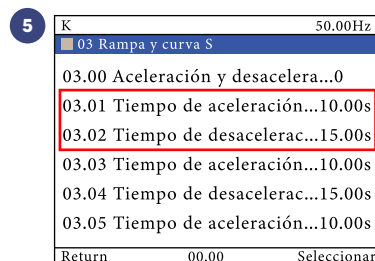 5
K 50.00Hz
03 Rampa y curva S
03.00 Aceleración y desacelera...0
03.01 Tiempo de aceleración...10.00s
03.02 Tiempo de desacelerac...15.00s
03.03 Tiempo de aceleración...10.00s
03.04 Tiempo de desacelerac...15.00s
03.05 Tiempo de aceleración...10.00s
Return 00.00 Seleccionar